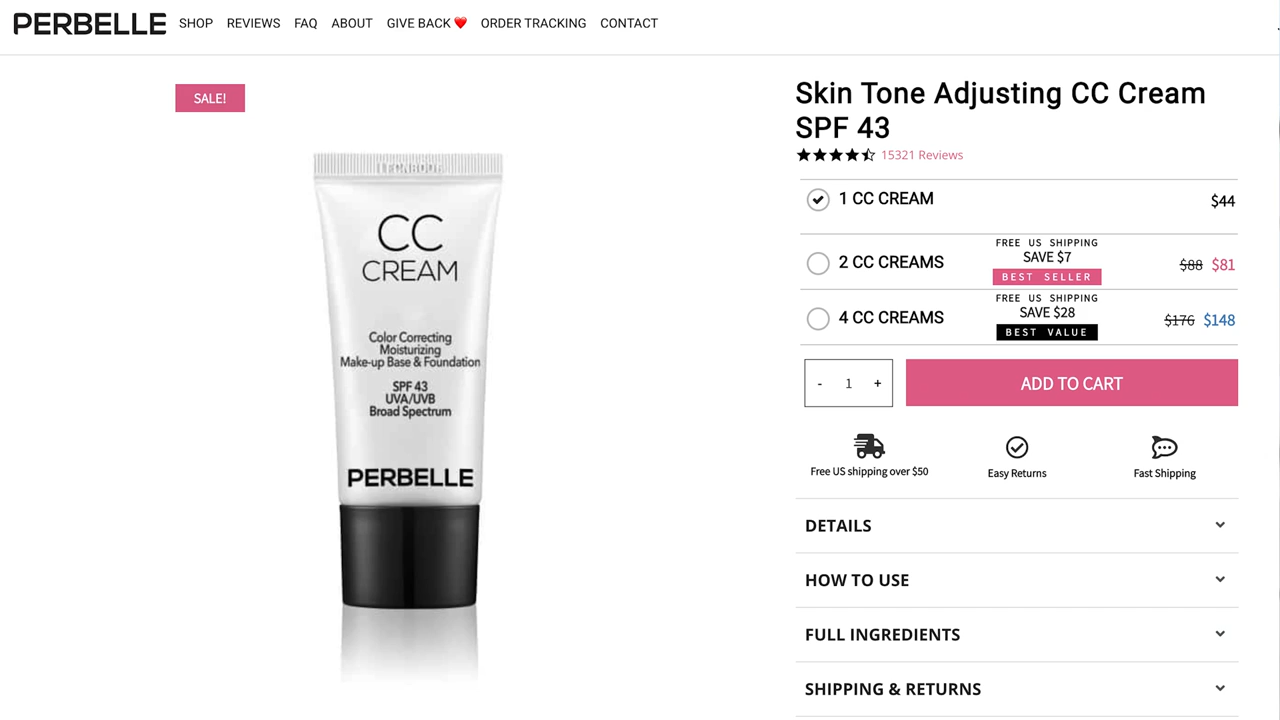 PERBELLE SHOP REVIEWS FAQ ABOUT GIVE BACK ❤️ ORDER TRACKING CONTACT
SALE!
CC
CREAM
Color Correcting
Moisturizing
Make-up Base & Foundation
SPF 43
UVA/UVB
Broad Spectrum
PERBELLE
Skin Tone Adjusting CC Cream
SPF 43
15321 Reviews
1 CC CREAM $44
FREE US SHIPPING
2 CC CREAMS SAVE $7 $88 $81
BEST SELLER
FREE US SHIPPING
4 CC CREAMS SAVE $28 $176 $148
BEST VALUE
- 1 + ADD TO CART
Free US shipping over $50 Easy Returns Fast Shipping
DETAILS
HOW TO USE
FULL INGREDIENTS
SHIPPING & RETURNS